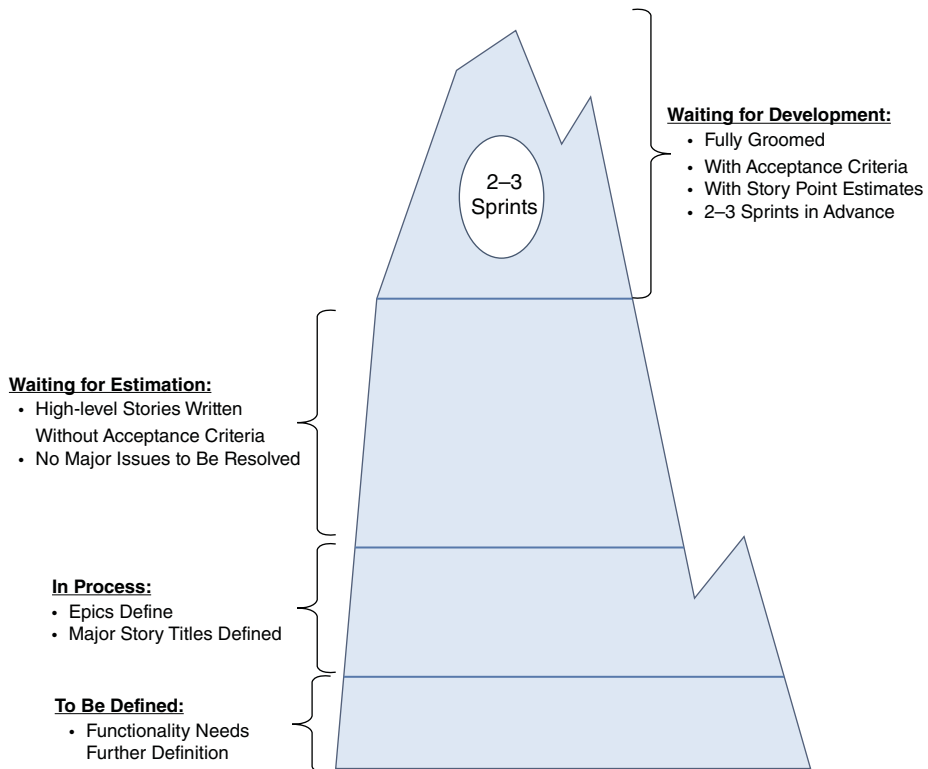 2–3
Sprints
Waiting for Development:
• Fully Groomed
• With Acceptance Criteria
• With Story Point Estimates
• 2–3 Sprints in Advance
Waiting for Estimation:
• High-level Stories Written
Without Acceptance Criteria
• No Major Issues to Be Resolved
In Process:
• Epics Define
• Major Story Titles Defined
To Be Defined:
• Functionality Needs
Further Definition